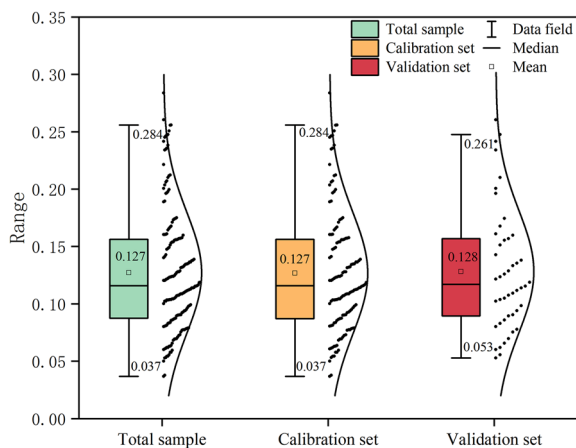 0.35
0.30
0.25
0.20
0.15
0.10
0.05
0.00
Range
Total sample
Calibration set
Validation set
Data field
Median
Mean
0.284
0.127
0.037
0.284
0.127
0.037
0.261
0.128
0.053
Total sample
Calibration set
Validation set